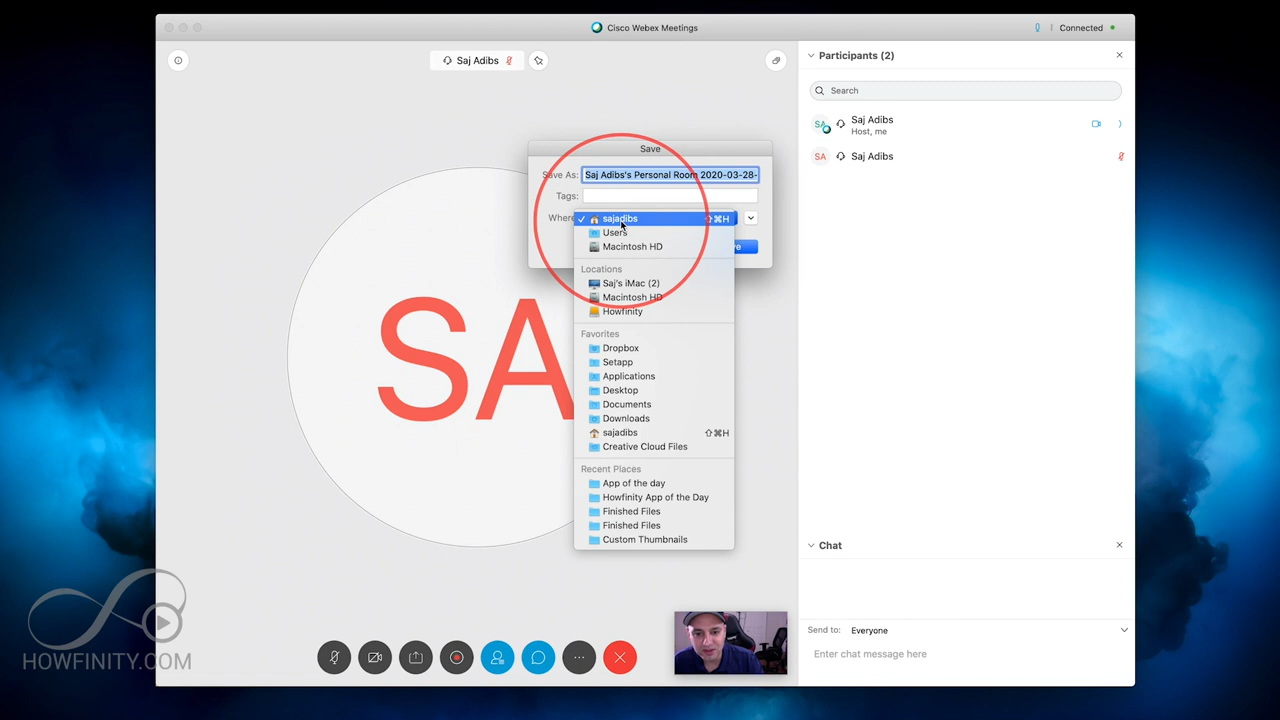 Cisco Webex Meetings
Connected
Saj Adibs
Participants (2)
Search
SA
Saj Adibs
Host, me
SA
Saj Adibs
Save
Save As: Saj Adibs's Personal Room 2020-03-28-
Tags:
Where
sajadibs ⇧⌘H
Users
Macintosh HD
Locations
Saj's iMac (2)
Macintosh HD
Howfinity
Favorites
Dropbox
Setapp
Applications
Desktop
Documents
Downloads
sajadibs ⇧⌘H
Creative Cloud Files
Recent Places
App of the day
Howfinity App of the Day
Finished Files
Finished Files
Custom Thumbnails
SA
Chat
Send to: Everyone
Enter chat message here
HOWFINITY.COM